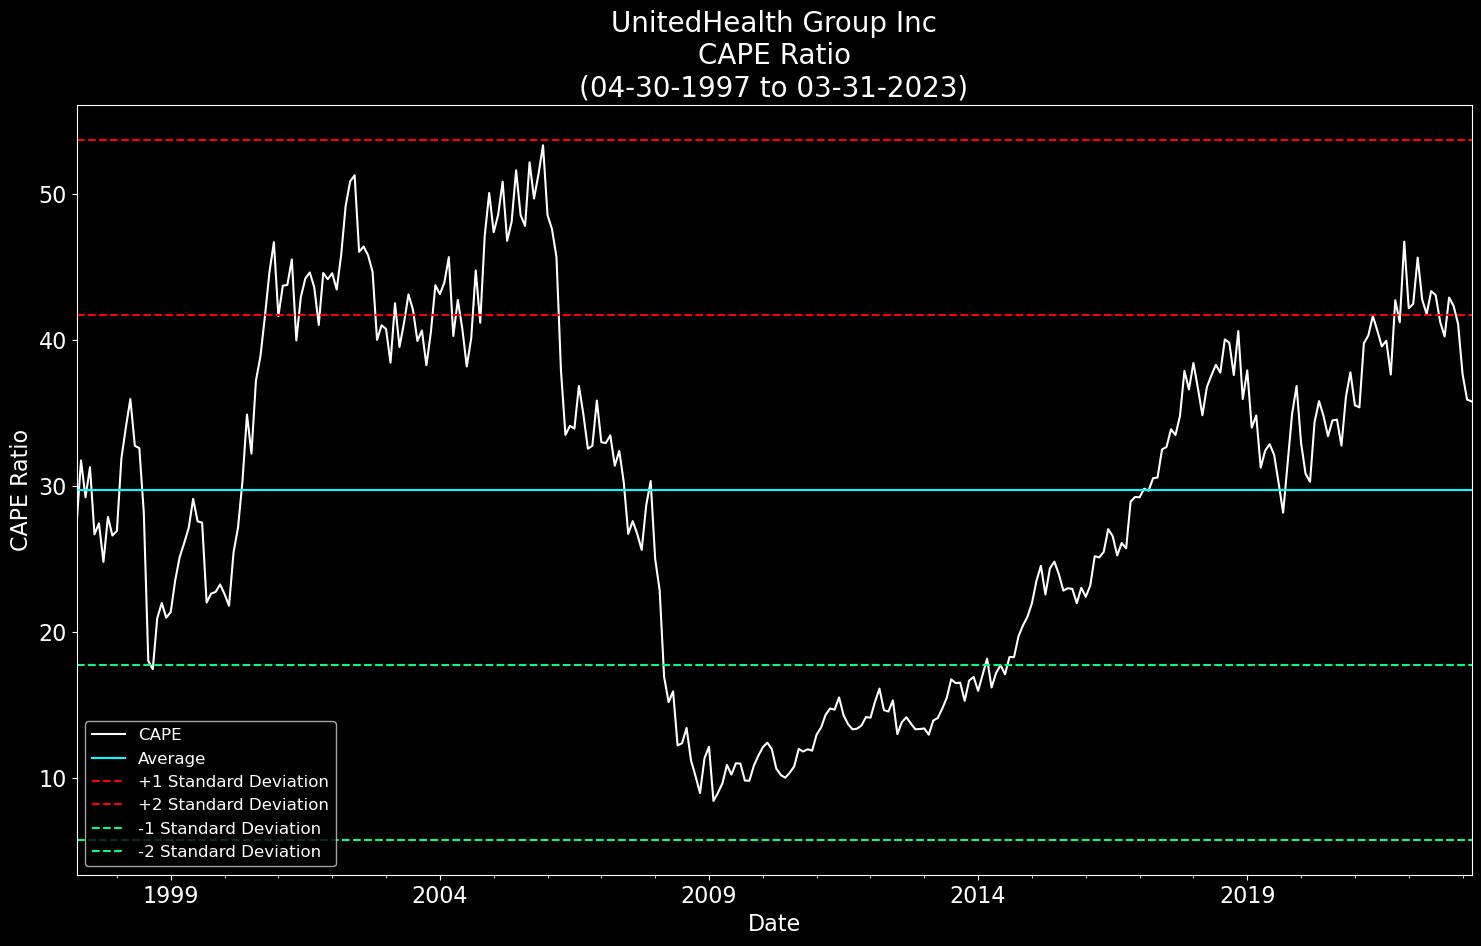 UnitedHealth Group Inc
CAPE Ratio
(04-30-1997 to 03-31-2023)
CAPE Ratio
50
40
30
20
10
CAPE
Average
+1 Standard Deviation
+2 Standard Deviation
-1 Standard Deviation
-2 Standard Deviation
1999 2004 2009 2014 2019
Date